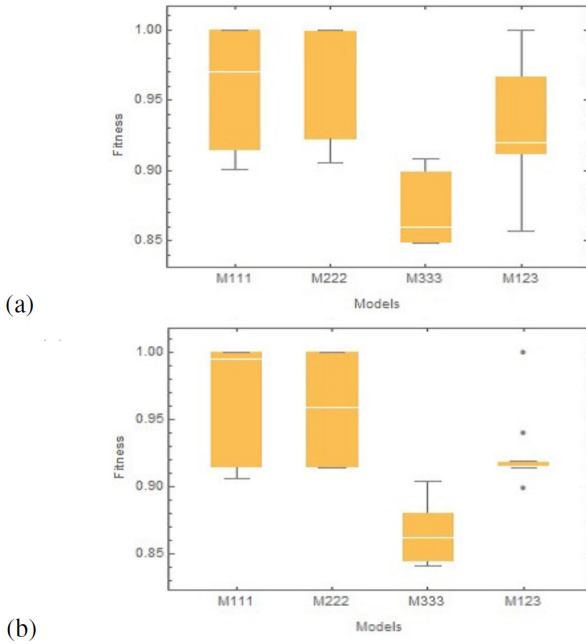 1.00
0.95
0.90
0.85
Fitness
M111 M222 M333 M123
Models
(a)
1.00
0.95
0.90
0.85
Fitness
M111 M222 M333 M123
Models
(b)